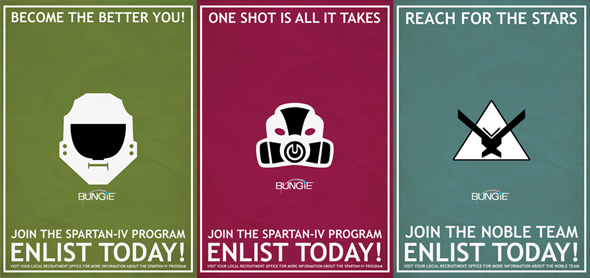 BECOME THE BETTER YOU!
BUNGIE
JOIN THE SPARTAN-IV PROGRAM
ENLIST TODAY!
VISIT YOUR LOCAL RECRUITMENT OFFICE FOR MORE INFORMATION ABOUT THE SPARTAN-IV PROGRAM
ONE SHOT IS ALL IT TAKES
BUNGIE
JOIN THE SPARTAN-IV PROGRAM
ENLIST TODAY!
VISIT YOUR LOCAL RECRUITMENT OFFICE FOR MORE INFORMATION ABOUT THE SPARTAN-IV PROGRAM
REACH FOR THE STARS
BUNGIE
JOIN THE NOBLE TEAM
ENLIST TODAY!
VISIT YOUR LOCAL RECRUITMENT OFFICE FOR MORE INFORMATION ABOUT THE NOBLE TEAM